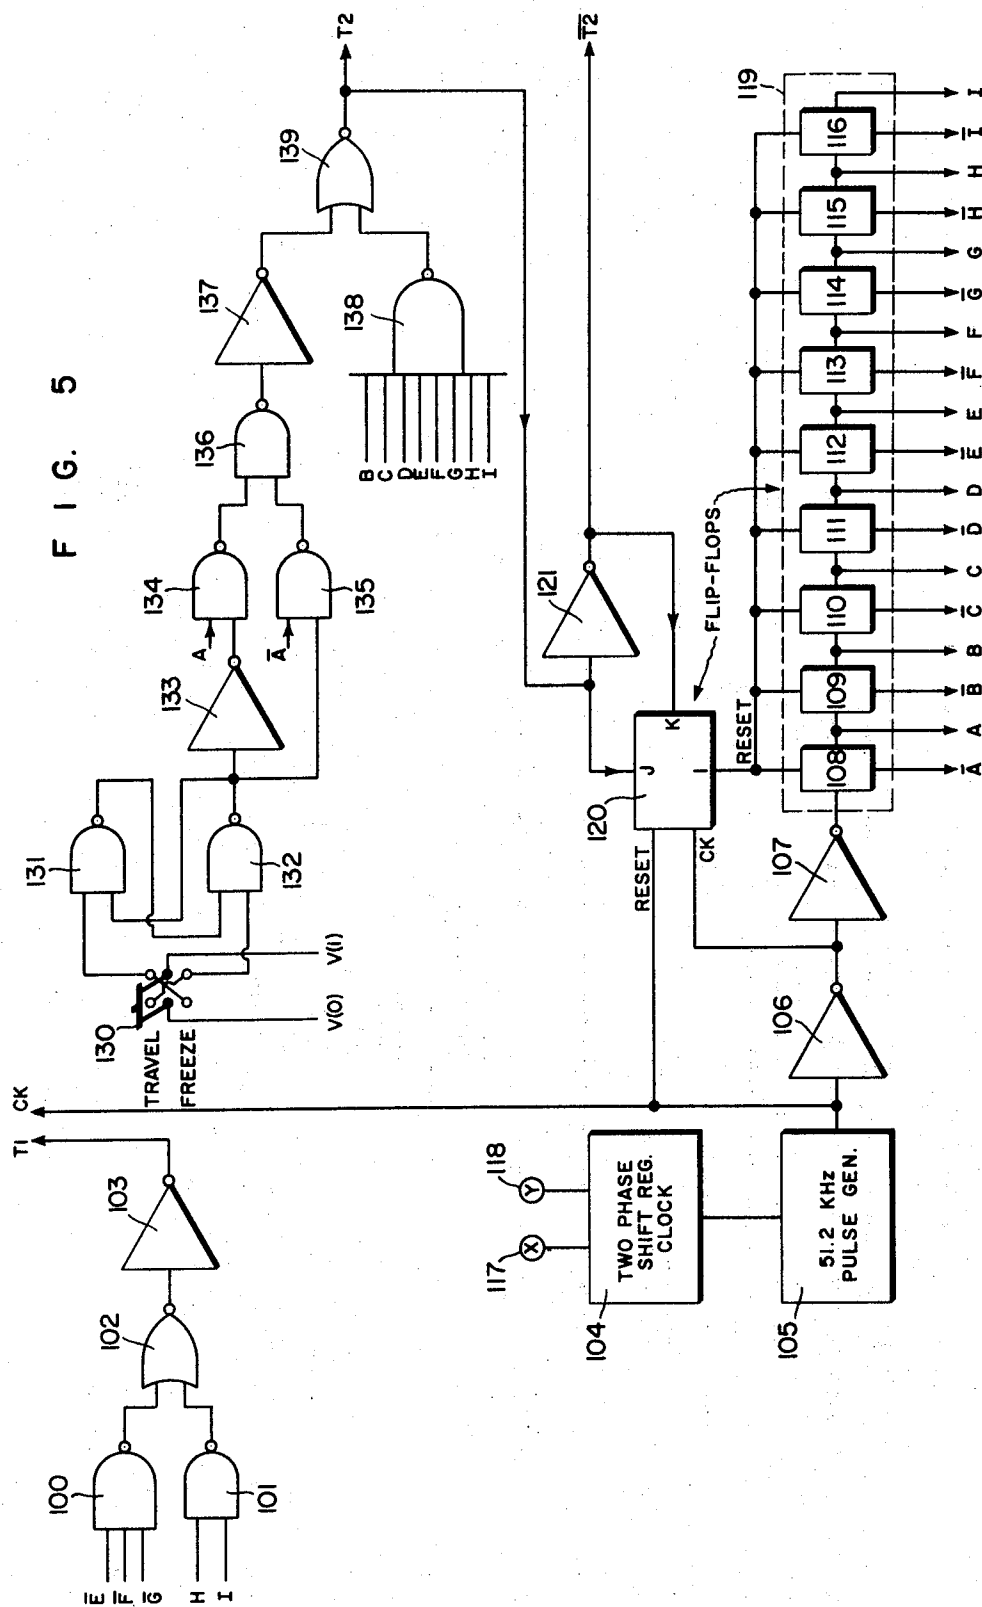 FIG. 5
E̅
F̅
G̅
H
I
100
101
102
103
T1
CK
130
TRAVEL
FREEZE
V(0)
V(1)
131
132
133
A
A̅
134
135
136
137
B
C
D
E
F
G
H
I
138
139
T2
T̅2̅
117
X
118
Y
104
TWO PHASE
SHIFT REG.
CLOCK
105
51.2 KHz
PULSE GEN.
106
107
RESET
CK
120
J
K
I
121
FLIP-FLOPS
RESET
119
108
109
110
111
112
113
114
115
116
A̅
A
B̅
B
C̅
C
D̅
D
E̅
E
F̅
F
G̅
G
H̅
H
I̅
I